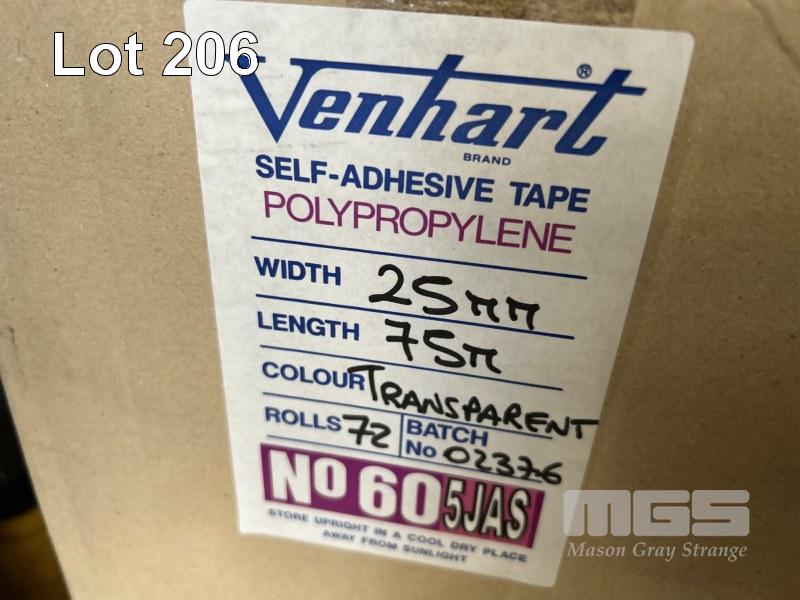 Lot 206
Venhart®
BRAND
SELF-ADHESIVE TAPE
POLYPROPYLENE
WIDTH 25mm
LENGTH 75m
COLOUR TRANSPARENT
ROLLS 72 BATCH No 02376
No 605JAS
STORE UPRIGHT IN A COOL DRY PLACE
AWAY FROM SUNLIGHT
MGS
Mason Gray Strange